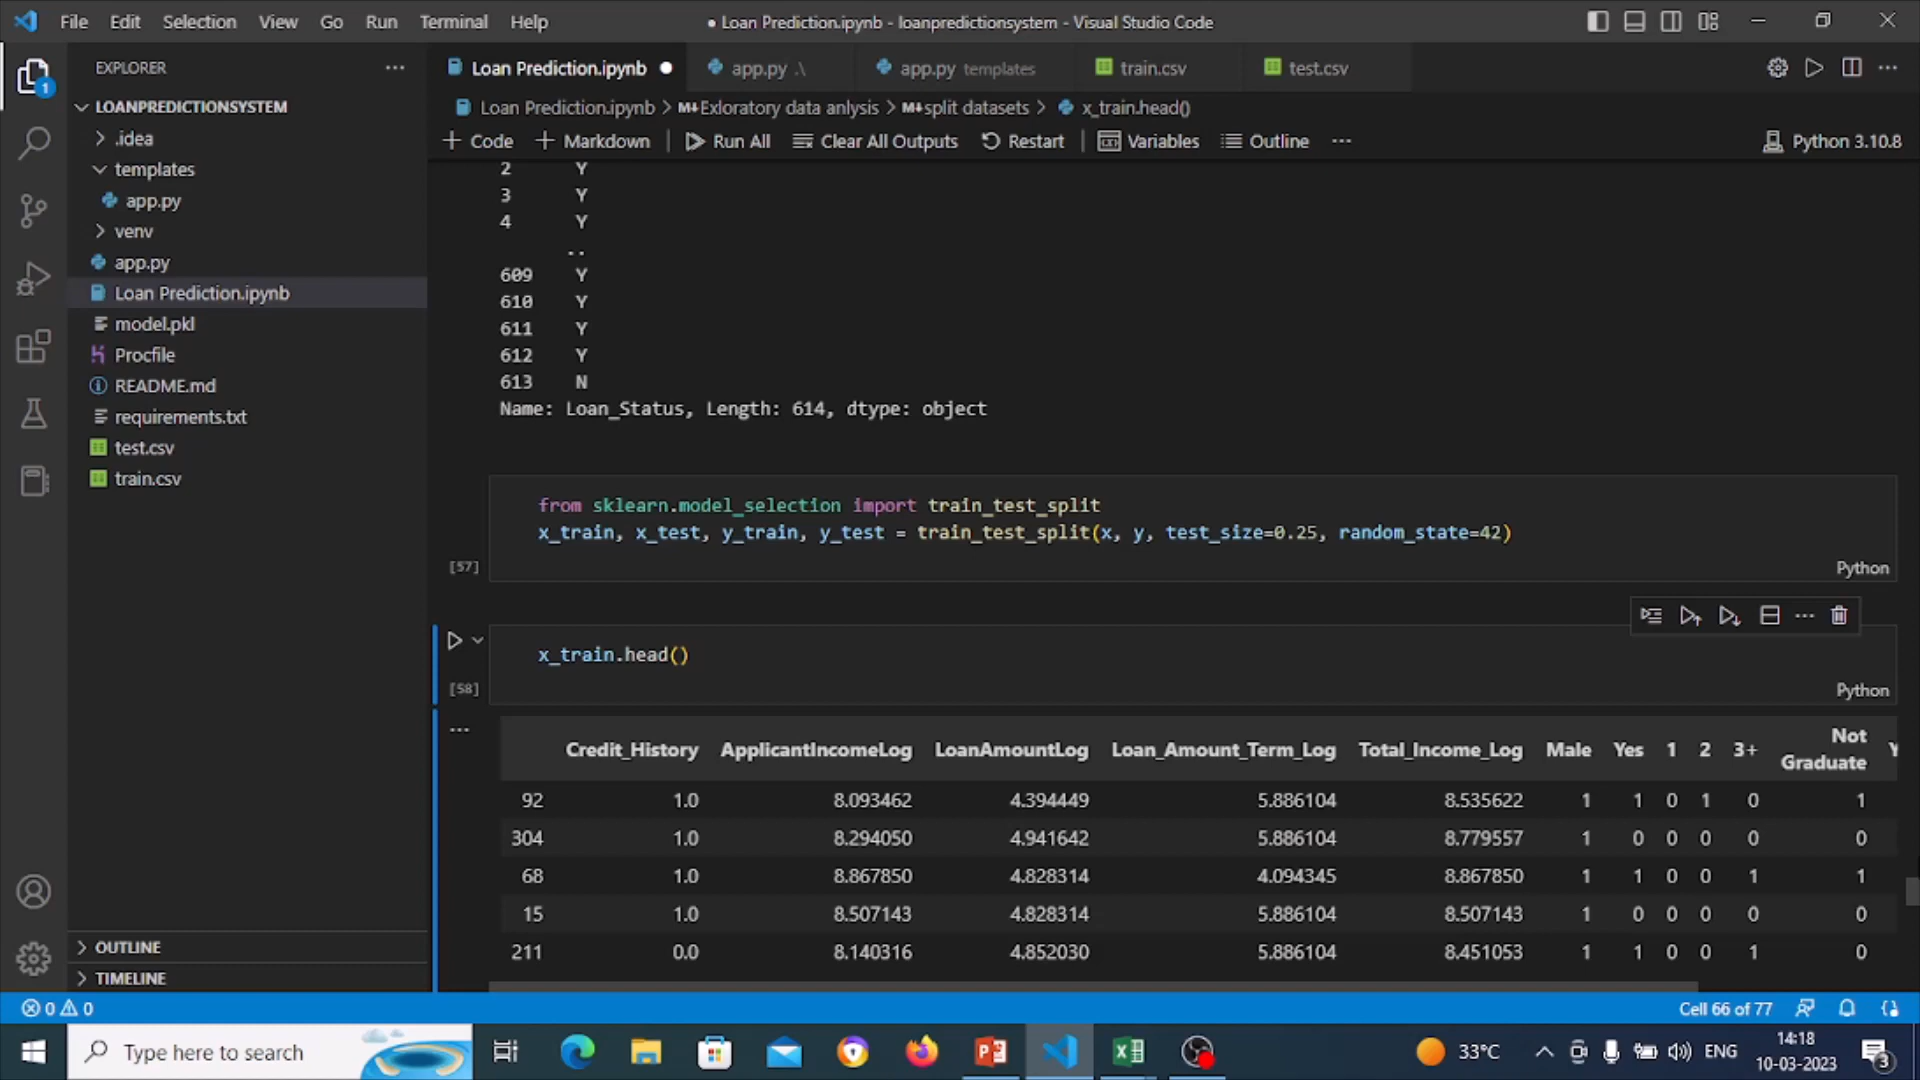 File Edit Selection View Go Run Terminal Help
● Loan Prediction.ipynb - loanpredictionsystem - Visual Studio Code
EXPLORER
LOANPREDICTIONSYSTEM
.idea
templates
app.py
venv
app.py
Loan Prediction.ipynb
model.pkl
Procfile
README.md
requirements.txt
test.csv
train.csv
OUTLINE
TIMELINE
1
Loan Prediction.ipynb ● app.py .\ app.py templates train.csv test.csv
Loan Prediction.ipynb > M↓Exloratory data anlysis > M↓split datasets > x_train.head()
+ Code + Markdown Run All Clear All Outputs Restart Variables Outline ... Python 3.10.8
2 Y
3 Y
4 Y
..
609 Y
610 Y
611 Y
612 Y
613 N
Name: Loan_Status, Length: 614, dtype: object
from sklearn.model_selection import train_test_split
x_train, x_test, y_train, y_test = train_test_split(x, y, test_size=0.25, random_state=42)
[57] Python
x_train.head()
[58] Python
Credit_History ApplicantIncomeLog LoanAmountLog Loan_Amount_Term_Log Total_Income_Log Male Yes 1 2 3+ Not Graduate Y
92 1.0 8.093462 4.394449 5.886104 8.535622 1 1 0 1 0 1
304 1.0 8.294050 4.941642 5.886104 8.779557 1 0 0 0 0 0
68 1.0 8.867850 4.828314 4.094345 8.867850 1 1 0 0 1 1
15 1.0 8.507143 4.828314 5.886104 8.507143 1 0 0 0 0 0
211 0.0 8.140316 4.852030 5.886104 8.451053 1 1 0 0 1 0
0 0 Cell 66 of 77
Type here to search 33°C ENG 14:18
10-03-2023
3